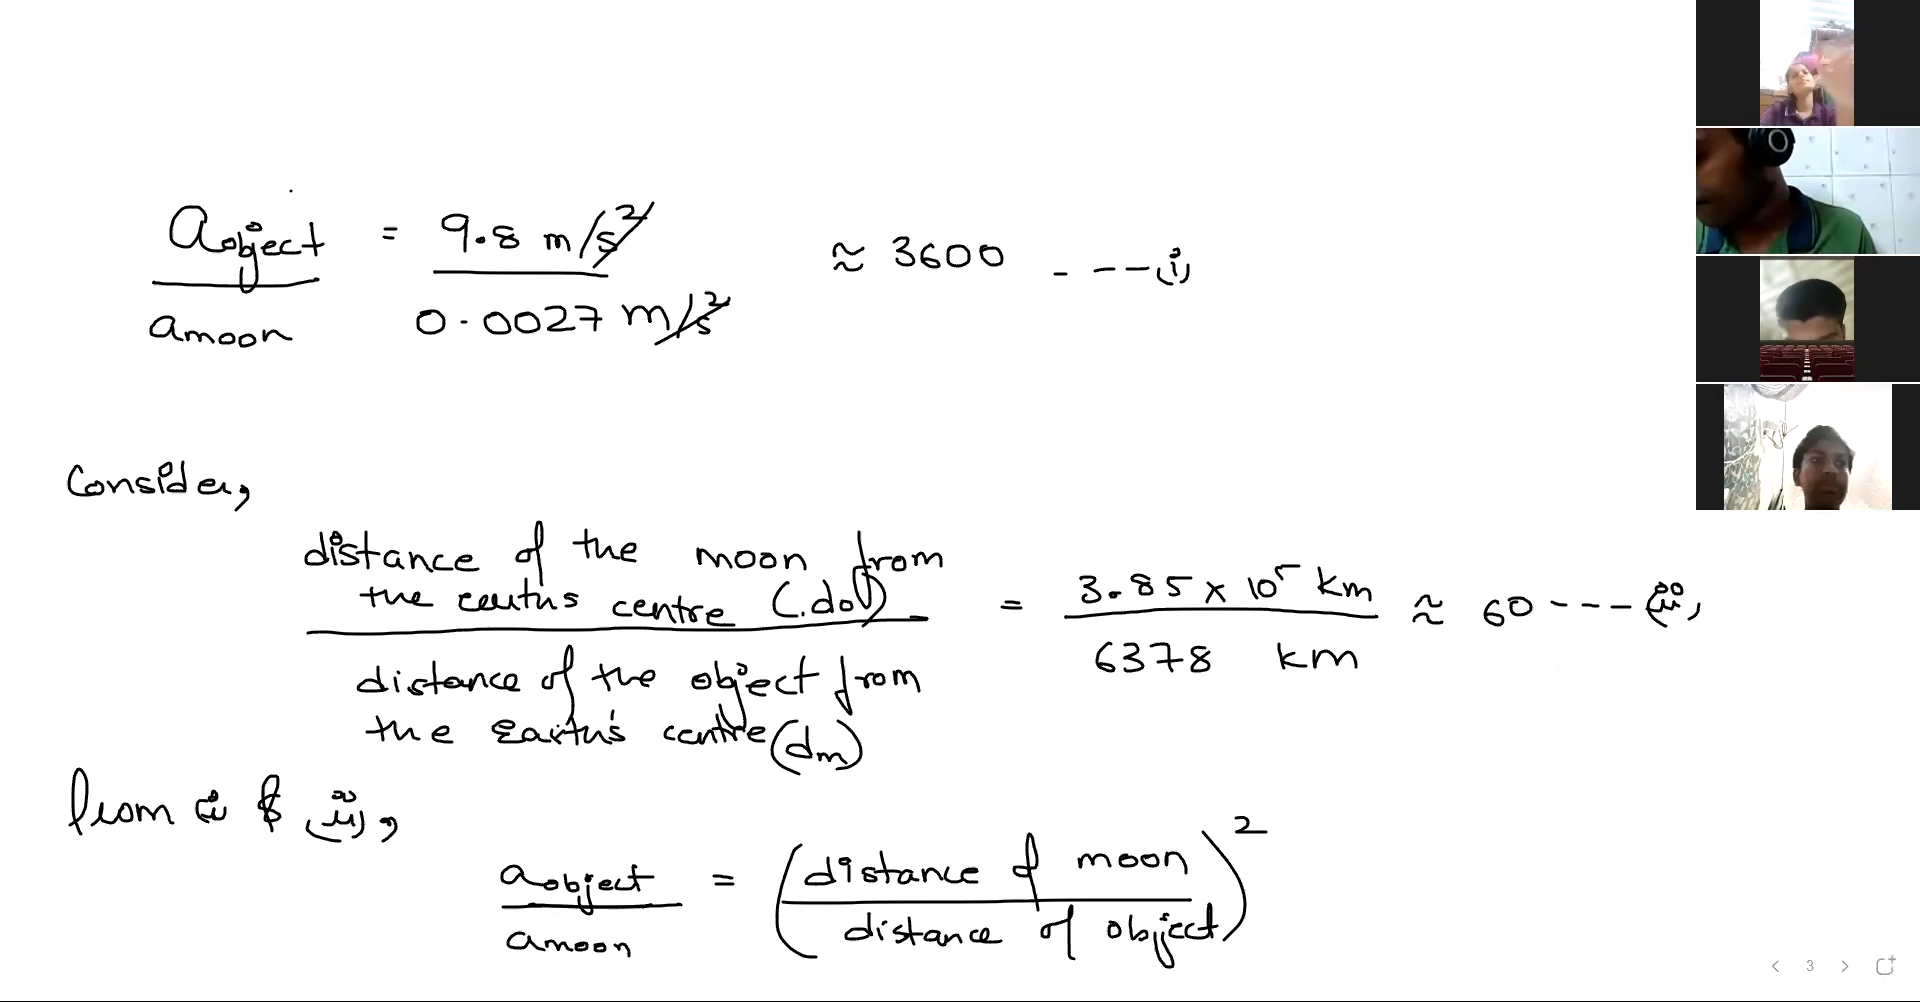 aobject = 9.8 m/s² ≈ 3600 - - - - (i)
amoon 0.0027 m/s²
Consider,
distance of the moon from
the earth's centre (do) = 3.85 x 10⁵ km ≈ 60 - - - (ii)
distance of the object from 6378 km
the Earth's centre (dm)
from (i) & (ii),
aobject = (distance of moon)²
amoon distance of object
3